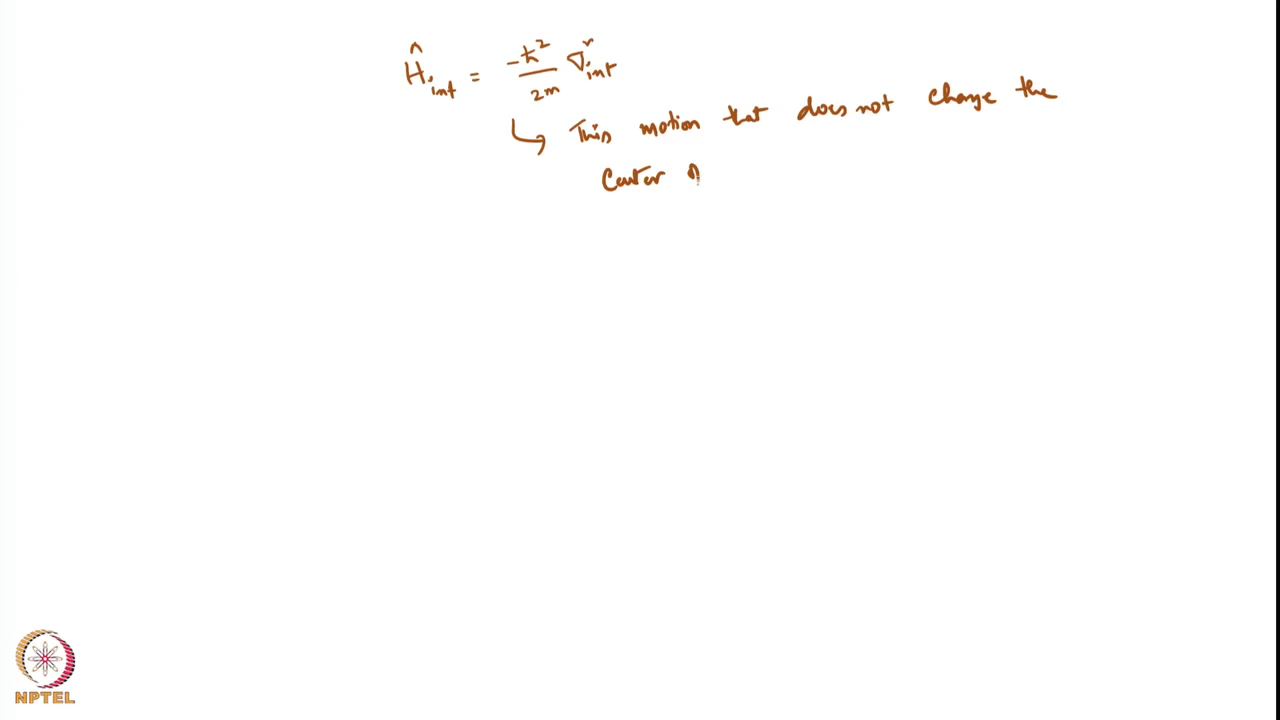 Ĥ_int = -ℏ²/2m ∇²_int
↳ This motion that does not change the
Center o
NPTEL